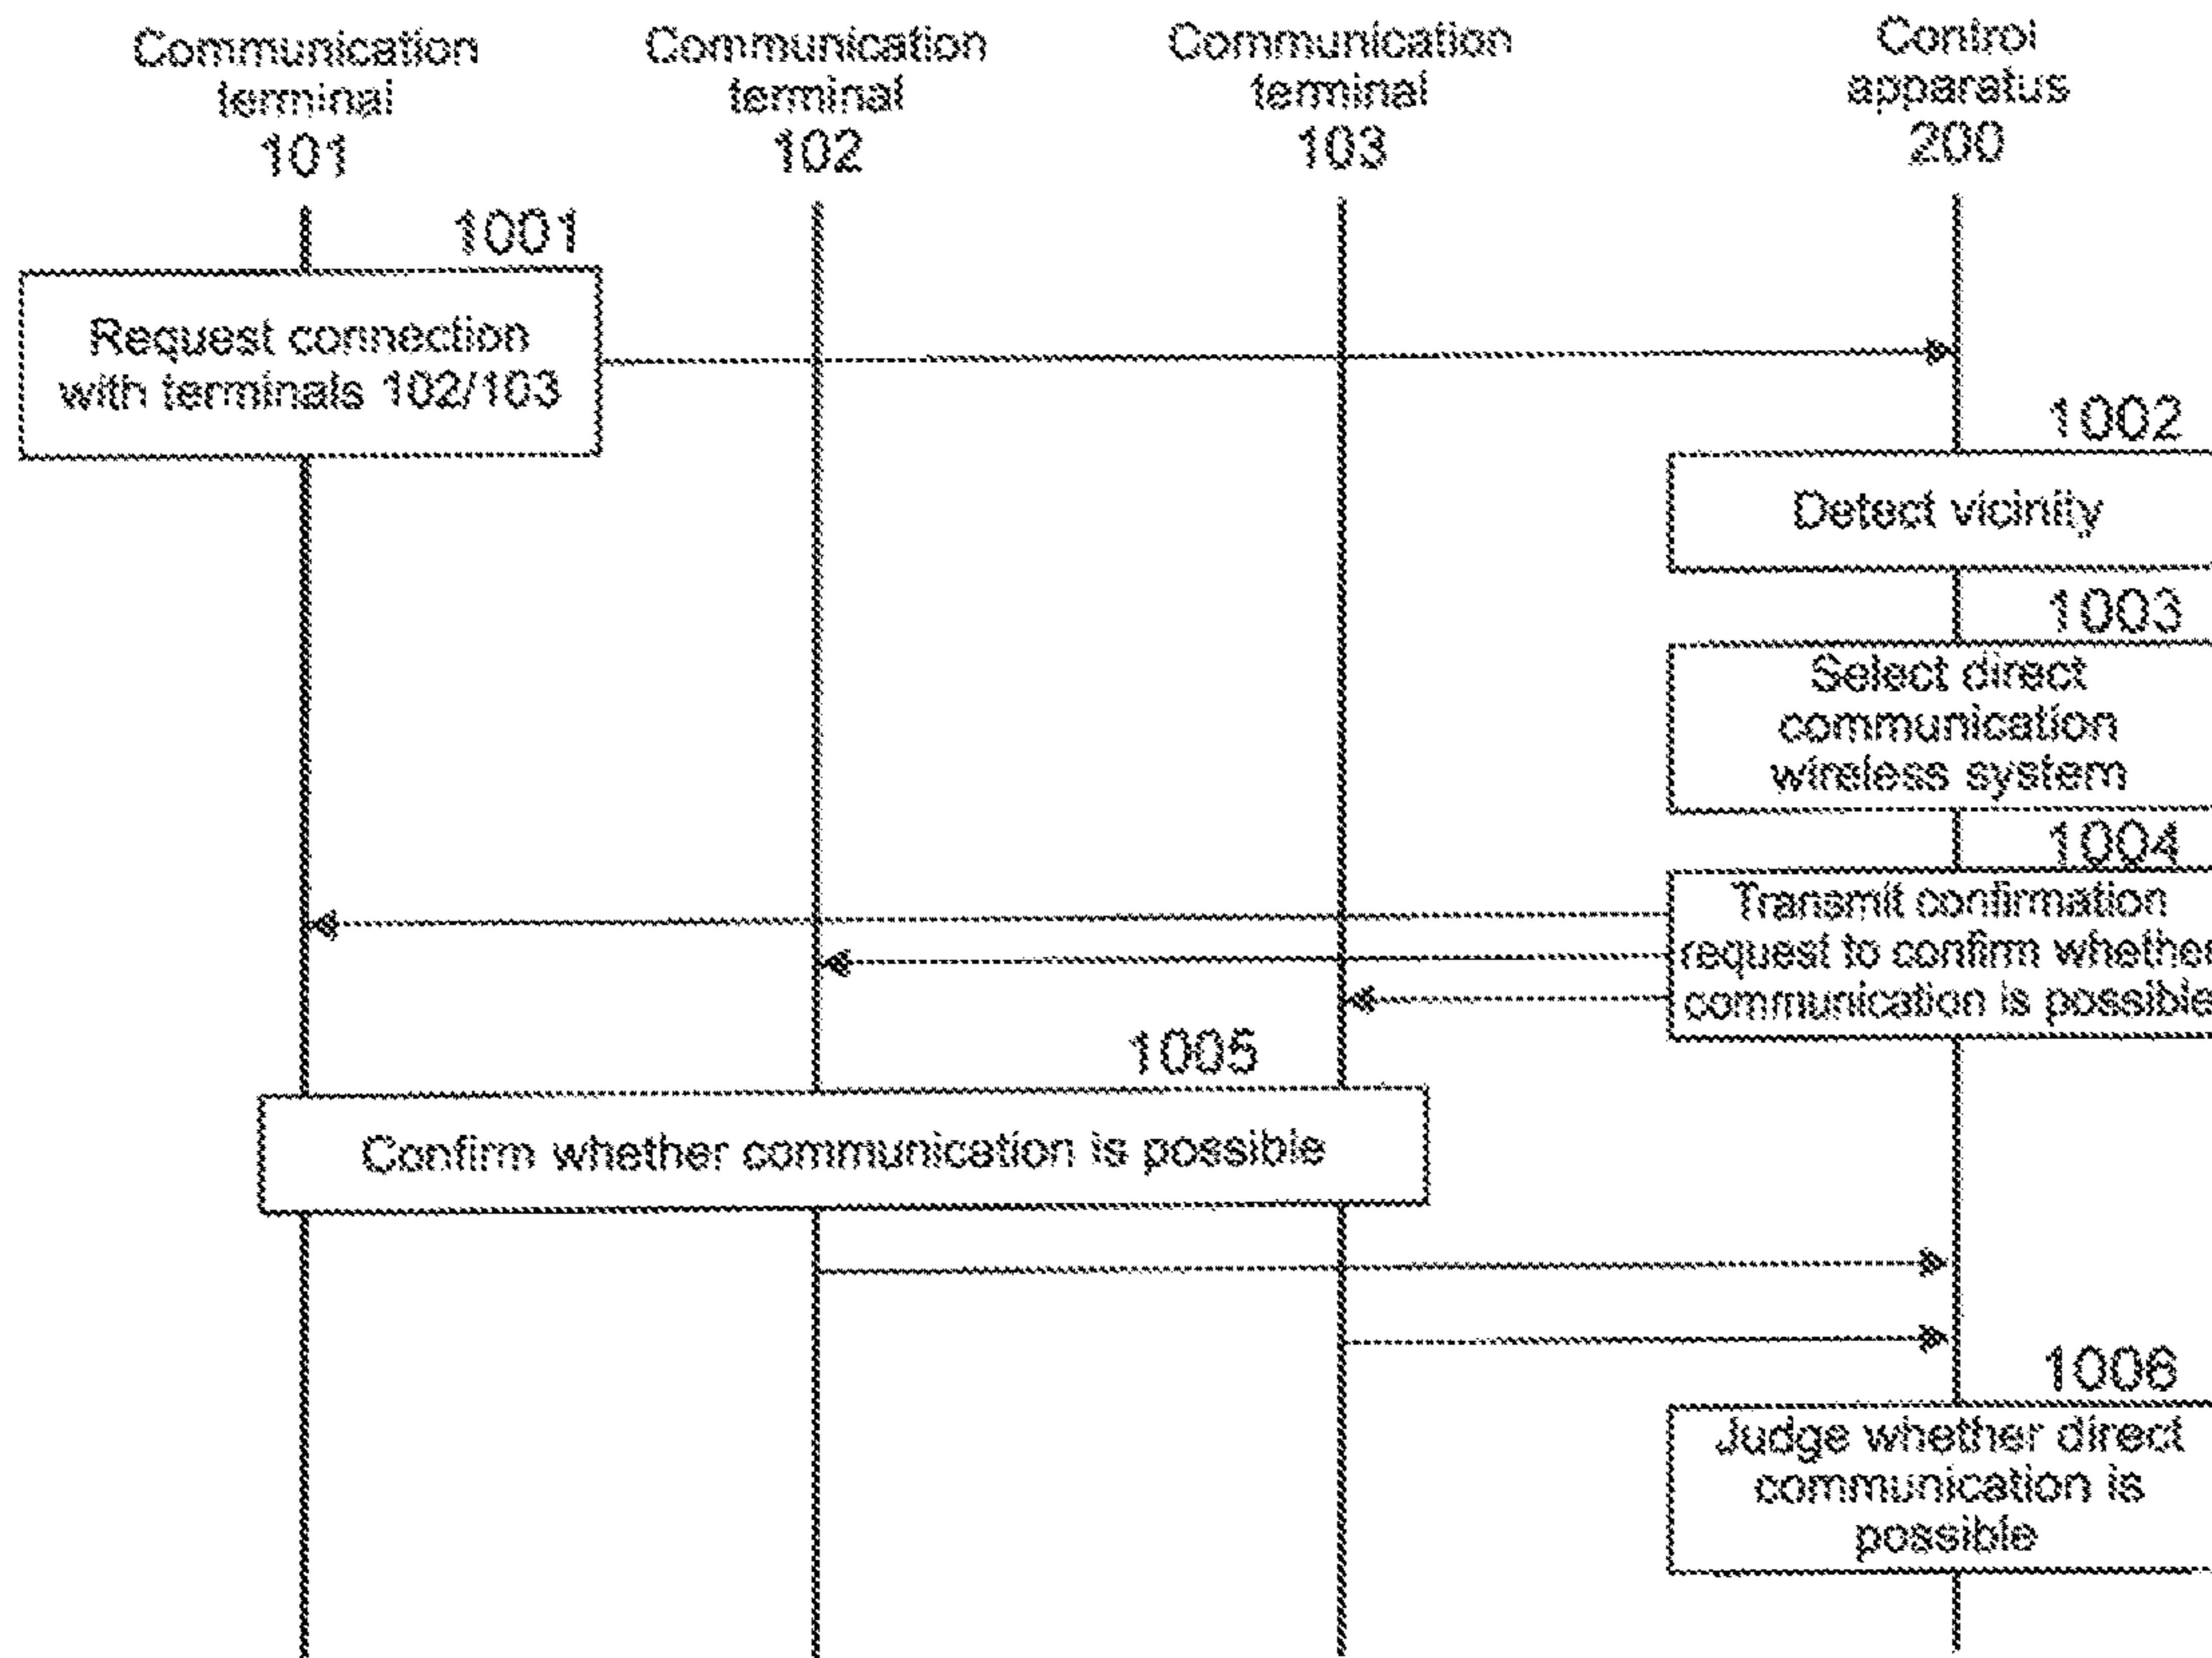 Communication
terminal
101
Communication
terminal
102
Communication
terminal
103
Control
apparatus
200
1001
Request connection
with terminals 102/103
1002
Detect vicinity
1003
Select direct
communication
wireless system
1004
Transmit confirmation
request to confirm whether
communication is possible
1005
Confirm whether communication is possible
1006
Judge whether direct
communication is
possible